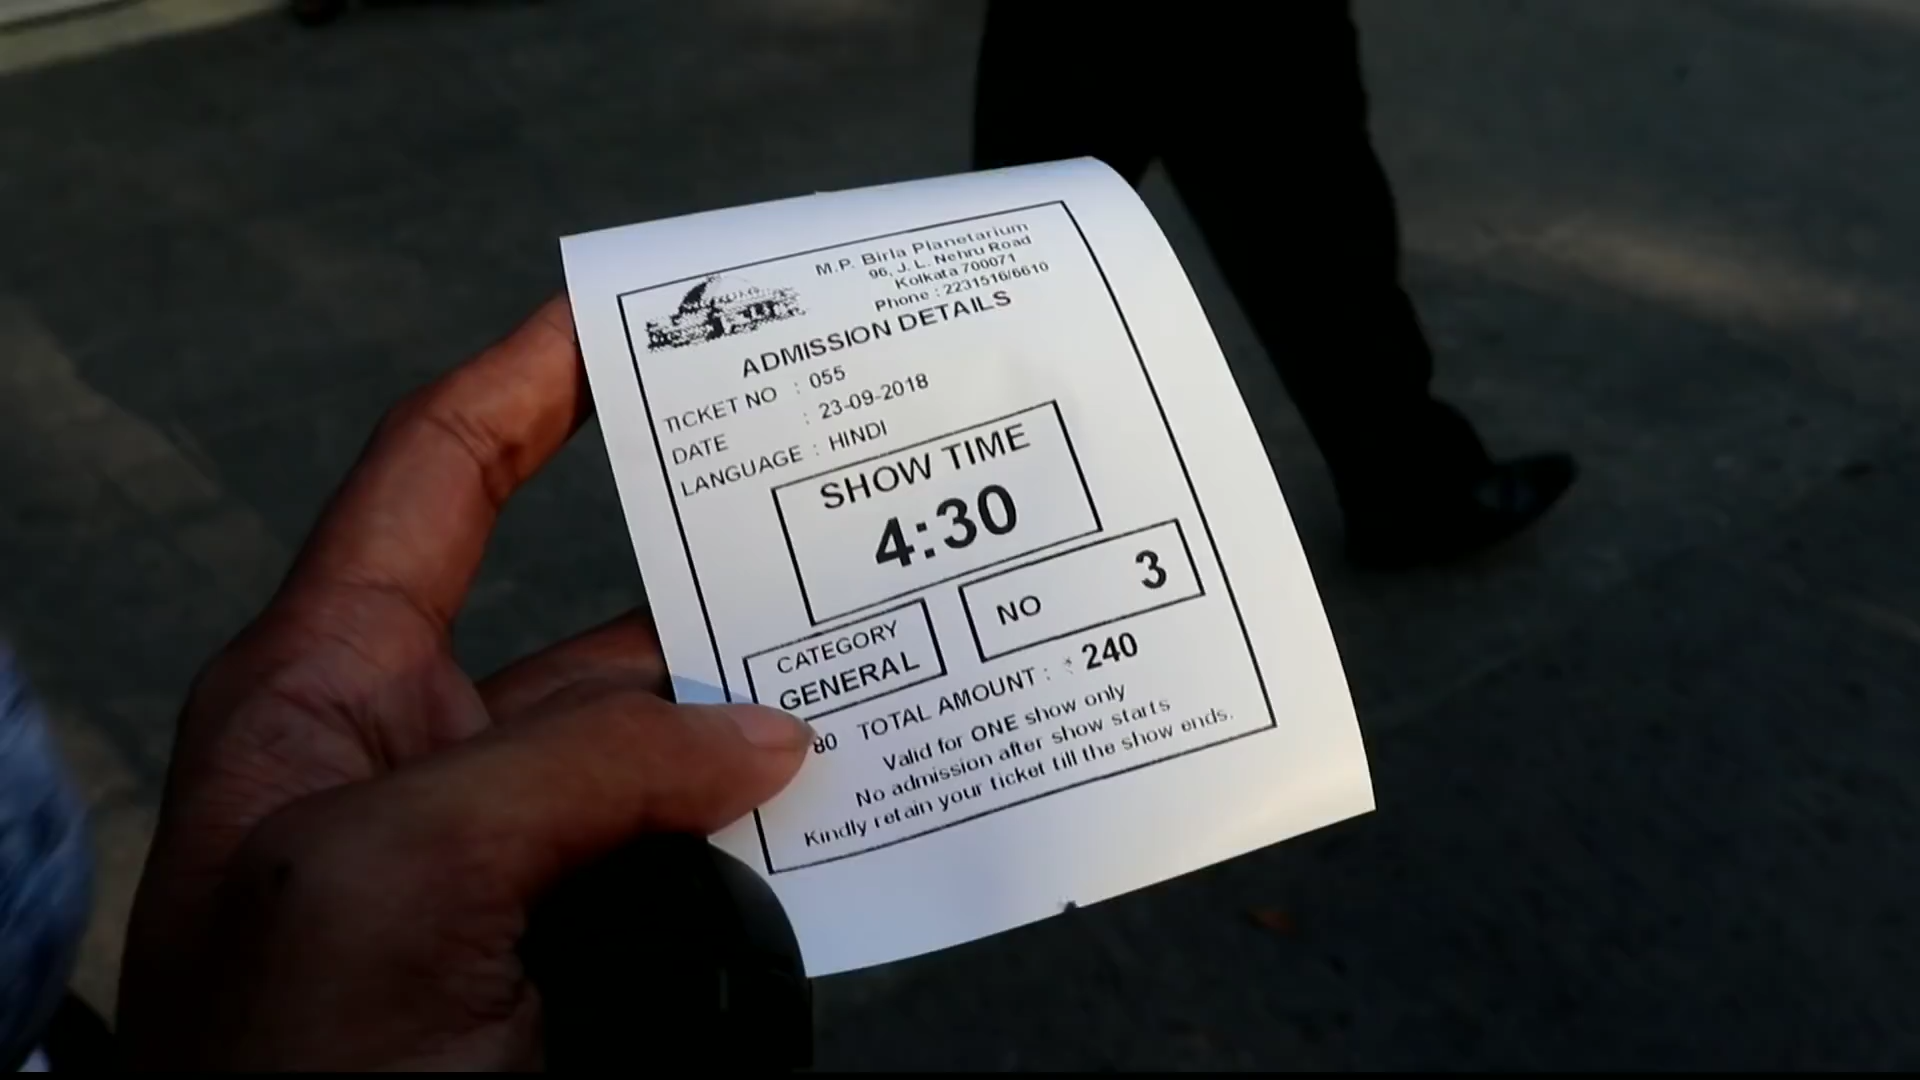 M.P. Birla Planetarium
96, J. L. Nehru Road
Kolkata 700071
Phone : 2231516/6610
ADMISSION DETAILS
TICKET NO : 055
DATE : 23-09-2018
LANGUAGE : HINDI
SHOW TIME
4:30
CATEGORY
GENERAL
NO 3
80 TOTAL AMOUNT : 240
Valid for ONE show only
No admission after show starts
Kindly retain your ticket till the show ends.